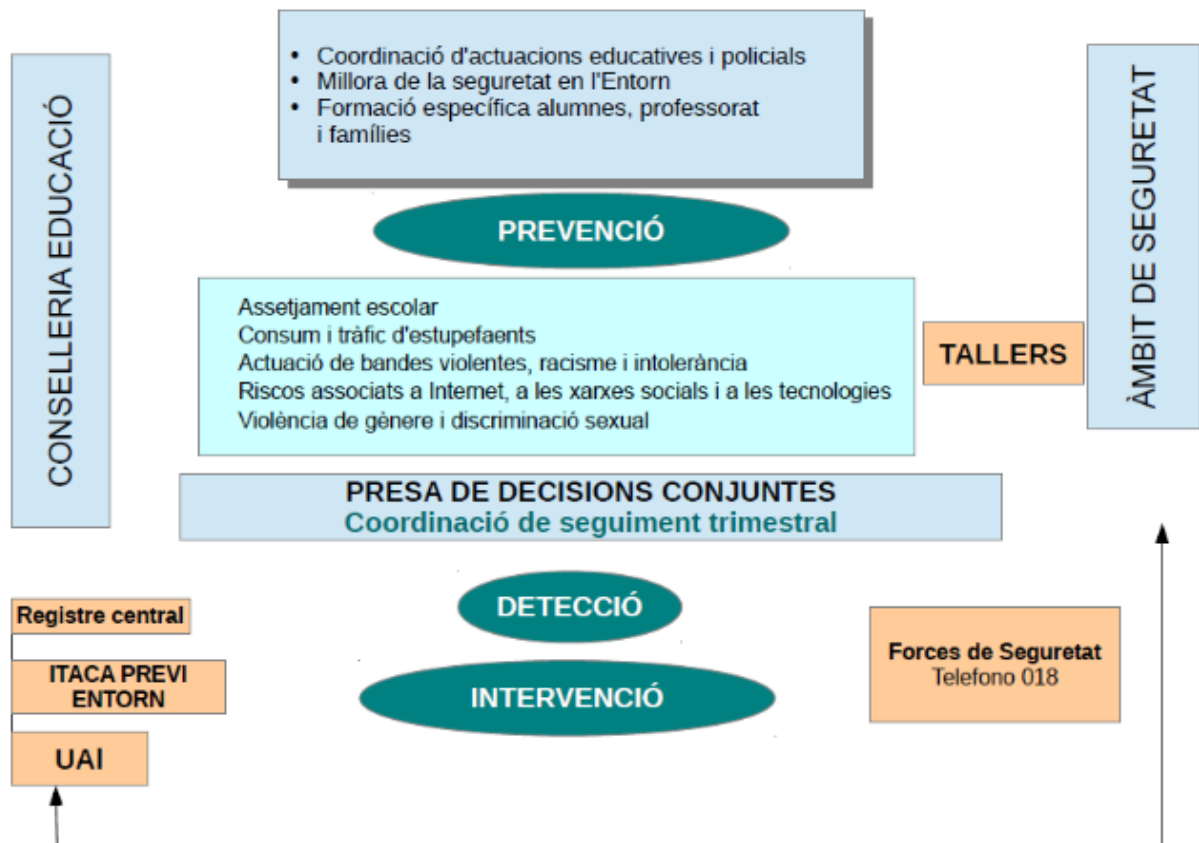 CONSELLERIA EDUCACIÓ
• Coordinació d'actuacions educatives i policials
• Millora de la seguretat en l'Entorn
• Formació específica alumnes, professorat
i famílies
ÀMBIT DE SEGURETAT
PREVENCIÓ
Assetjament escolar
Consum i tràfic d'estupefaents
Actuació de bandes violentes, racisme i intolerància
Riscos associats a Internet, a les xarxes socials i a les tecnologies
Violència de gènere i discriminació sexual
TALLERS
PRESA DE DECISIONS CONJUNTES
Coordinació de seguiment trimestral
DETECCIÓ
Registre central
ITACA PREVI
ENTORN
UAI
INTERVENCIÓ
Forces de Seguretat
Telefono 018